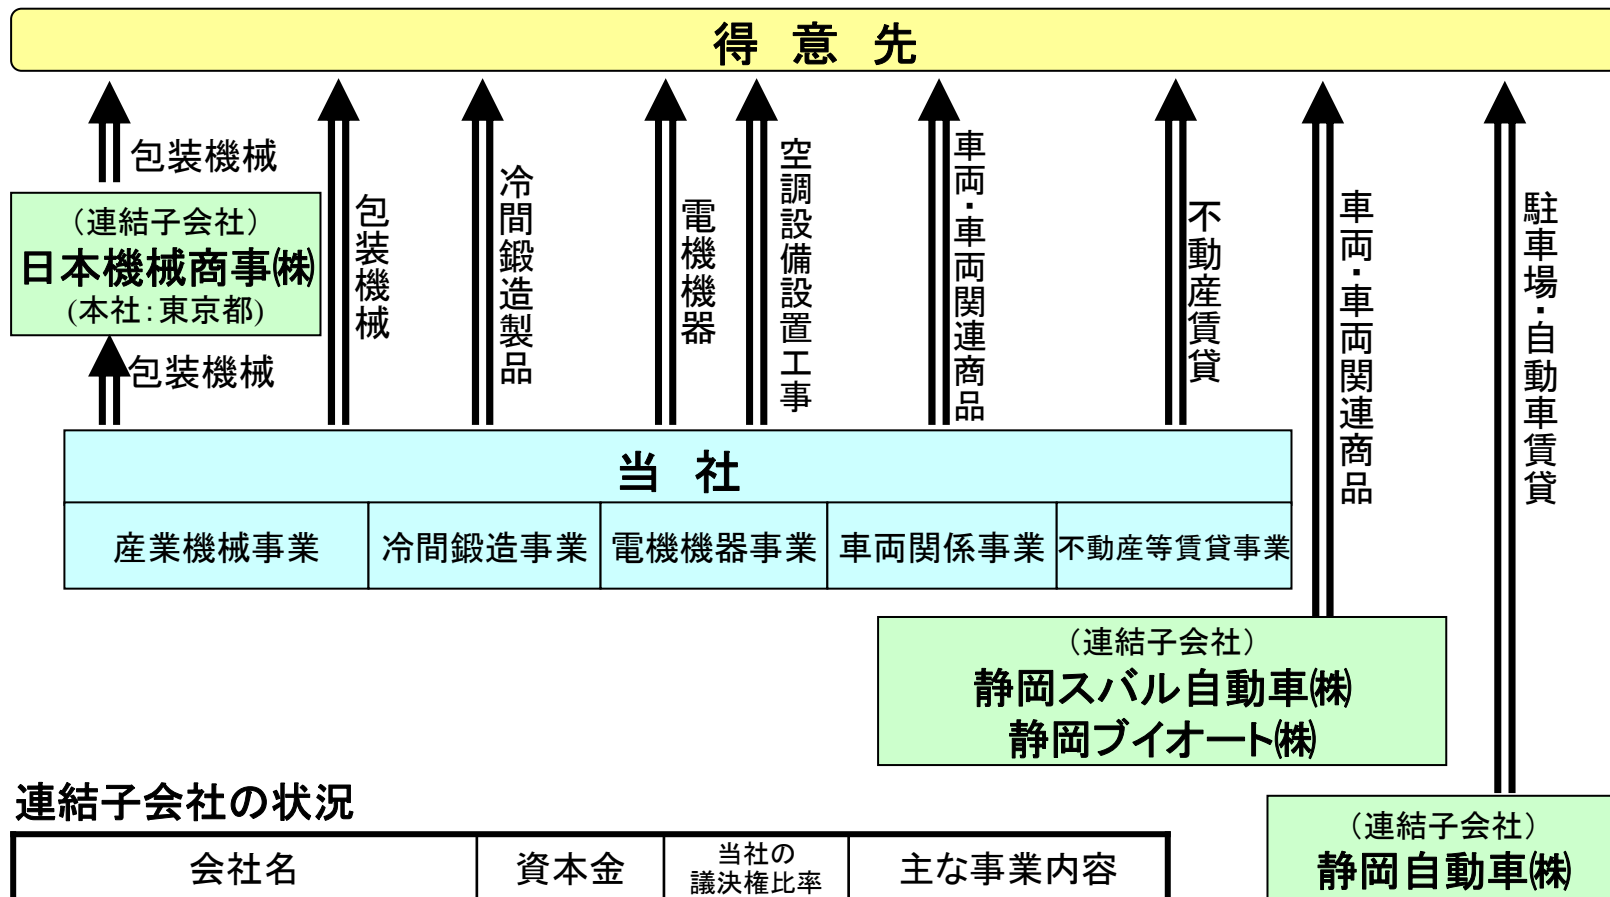 得意先
包装機械
(連結子会社)
日本機械商事㈱
(本社:東京都)
包装機械
包装機械
冷間鍛造製品
電機機器
空調設備設置工事
車両・車両関連商品
不動産賃貸
車両・車両関連商品
駐車場・自動車賃貸
当社
産業機械事業
冷間鍛造事業
電機機器事業
車両関係事業
不動産等賃貸事業
(連結子会社)
静岡スバル自動車㈱
静岡ブイオート㈱
(連結子会社)
静岡自動車㈱
連結子会社の状況
会社名
資本金
当社の
議決権比率
主な事業内容